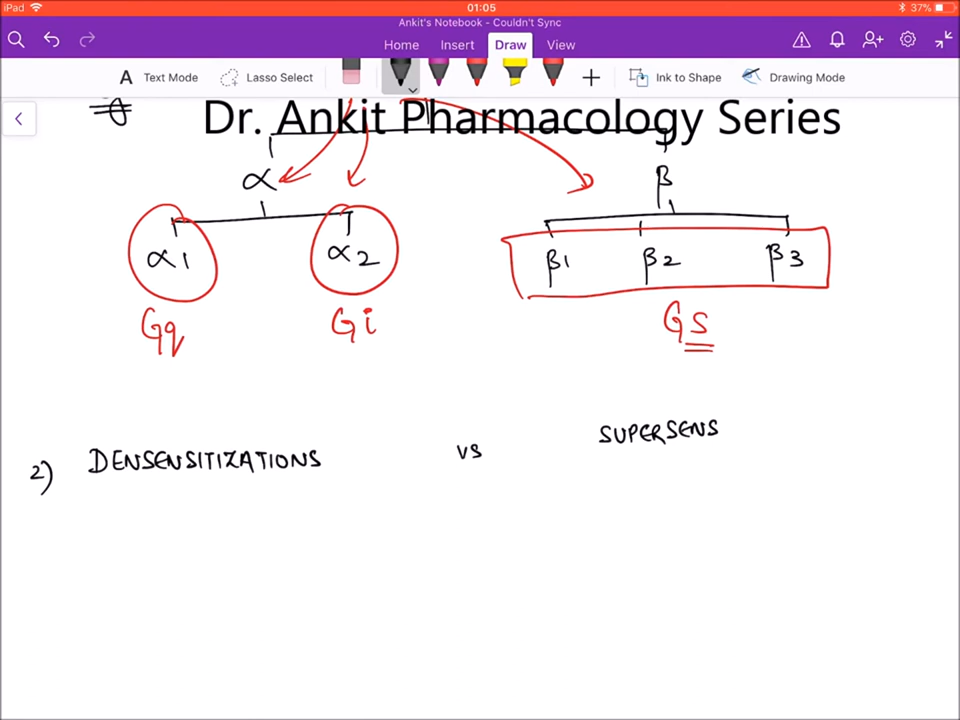 iPad 01:05 37%
Ankit's Notebook - Couldn't Sync
Home Insert Draw View
A Text Mode Lasso Select + Ink to Shape Drawing Mode
Dr. Ankit Pharmacology Series
α β
α1 α2 β1 β2 β3
Gq Gi Gs
2) DENSENSITIZATIONS vs SUPERSENS